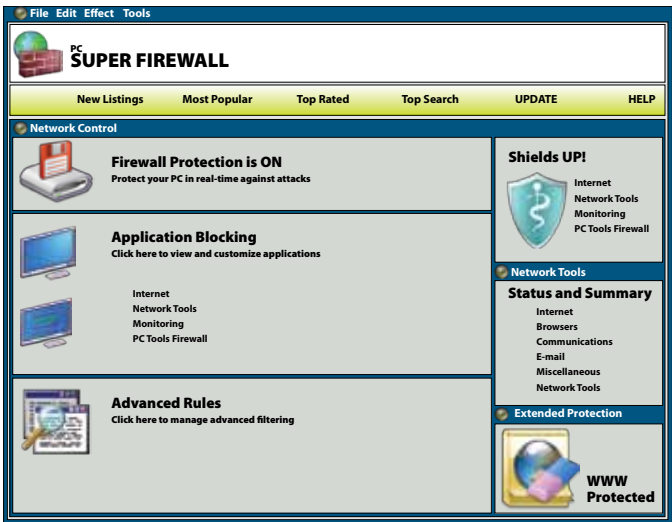 File Edit Effect Tools
PC
SUPER FIREWALL
New Listings Most Popular Top Rated Top Search UPDATE HELP
Network Control
Firewall Protection is ON
Protect your PC in real-time against attacks
Application Blocking
Click here to view and customize applications
Internet
Network Tools
Monitoring
PC Tools Firewall
Advanced Rules
Click here to manage advanced filtering
Shields UP!
Internet
Network Tools
Monitoring
PC Tools Firewall
Network Tools
Status and Summary
Internet
Browsers
Communications
E-mail
Miscellaneous
Network Tools
Extended Protection
WWW
Protected